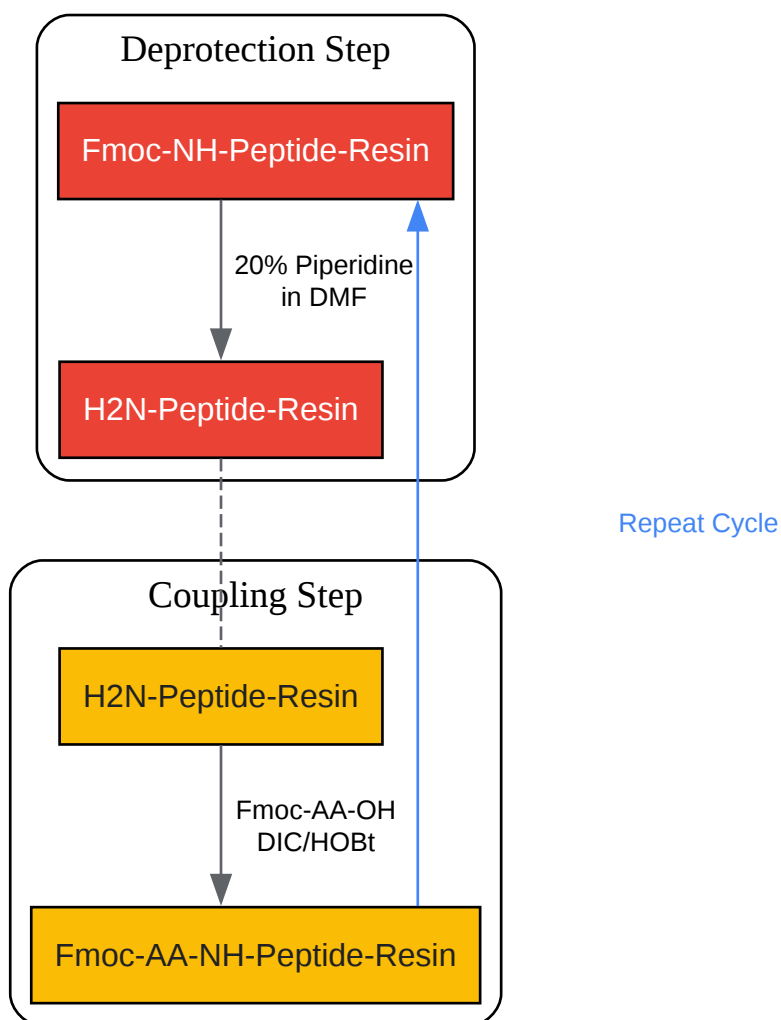 Deprotection Step
Fmoc-NH-Peptide-Resin
20% Piperidine
in DMF
H2N-Peptide-Resin
Repeat Cycle
Coupling Step
H2N-Peptide-Resin
Fmoc-AA-OH
DIC/HOBt
Fmoc-AA-NH-Peptide-Resin